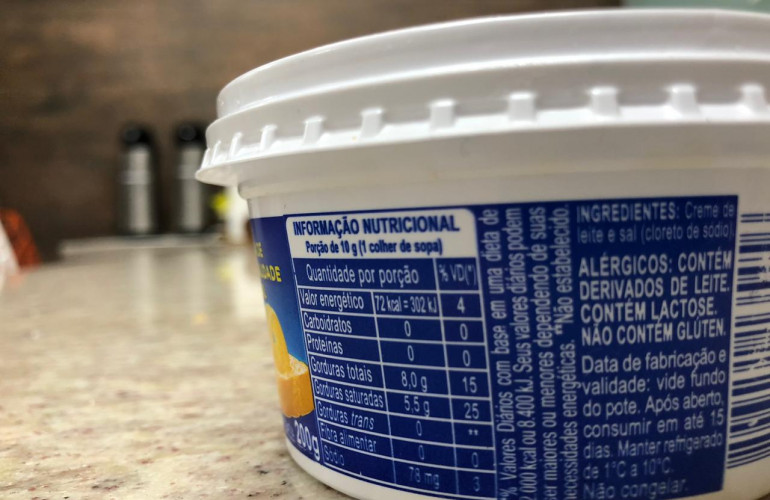 INFORMAÇÃO NUTRICIONAL
Porção de 10 g (1 colher de sopa)
Quantidade por porção % VD(*)
Valor energético 72 kcal = 302 kJ 4
Carboidratos 0 0
Proteínas 0 0
Gorduras totais 8,0 g 15
Gorduras saturadas 5,5 g 25
Gorduras trans 0 **
Fibra alimentar 0 0
Sódio 78 mg 3
200g
% Valores Diários com base em uma dieta de
2.000 kcal ou 8.400 kJ. Seus valores diários podem
ser maiores ou menores dependendo de suas
necessidades energéticas. **Não estabelecido.
INGREDIENTES: Creme de
leite e sal (cloreto de sódio).
ALÉRGICOS: CONTÉM
DERIVADOS DE LEITE.
CONTÉM LACTOSE.
NÃO CONTÉM GLÚTEN.
Data de fabricação e
validade: vide fundo
do pote. Após aberto,
consumir em até 15
dias. Manter refrigerado
de 1°C a 10°C.
Não congelar.